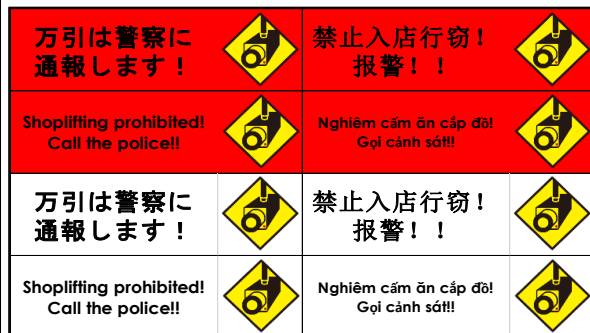 万引は警察に
通報します！
禁止入店行窃！
报警！！
Shoplifting prohibited!
Call the police!!
Nghiêm cấm ăn cắp đồ!
Gọi cảnh sát!!
万引は警察に
通報します！
禁止入店行窃！
报警！！
Shoplifting prohibited!
Call the police!!
Nghiêm cấm ăn cắp đồ!
Gọi cảnh sát!!